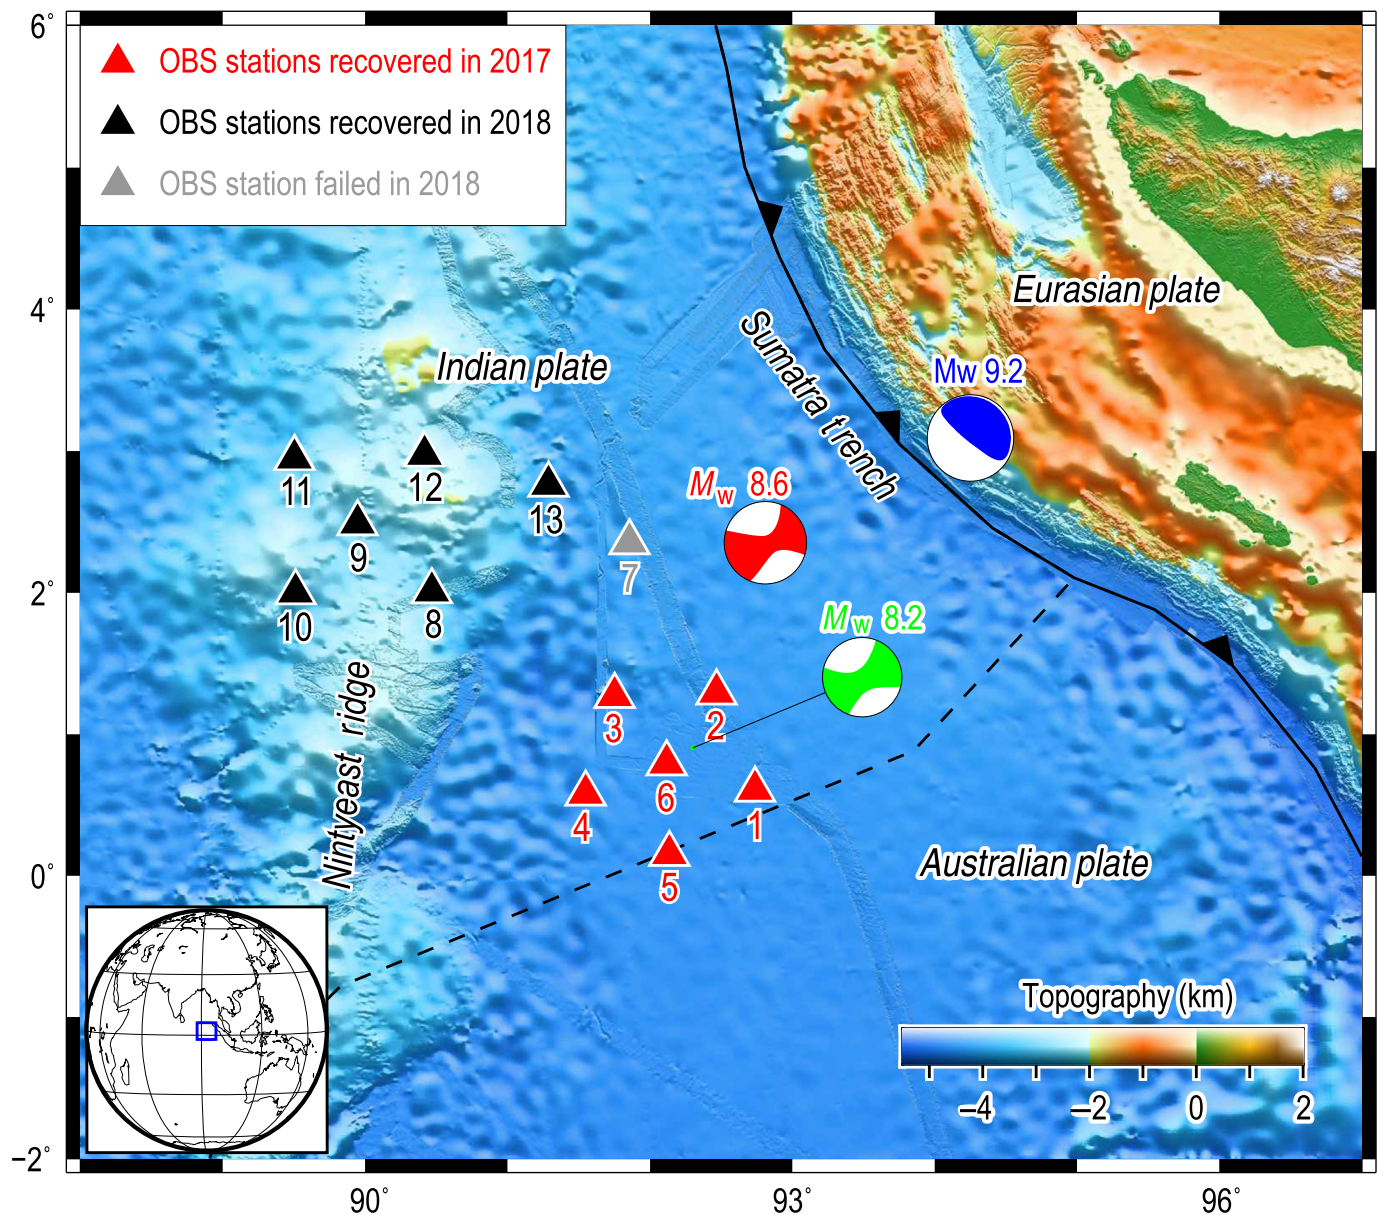 6°
OBS stations recovered in 2017
OBS stations recovered in 2018
OBS station failed in 2018
4°
Eurasian plate
Indian plate
Sumatra trench
Mw 9.2
Mw 8.6
11
12
13
9
7
2°
10
8
Mw 8.2
Nintyeast ridge
3
2
6
4
1
5
0°
Australian plate
Topography (km)
−4
−2
0
2
−2°
90°
93°
96°